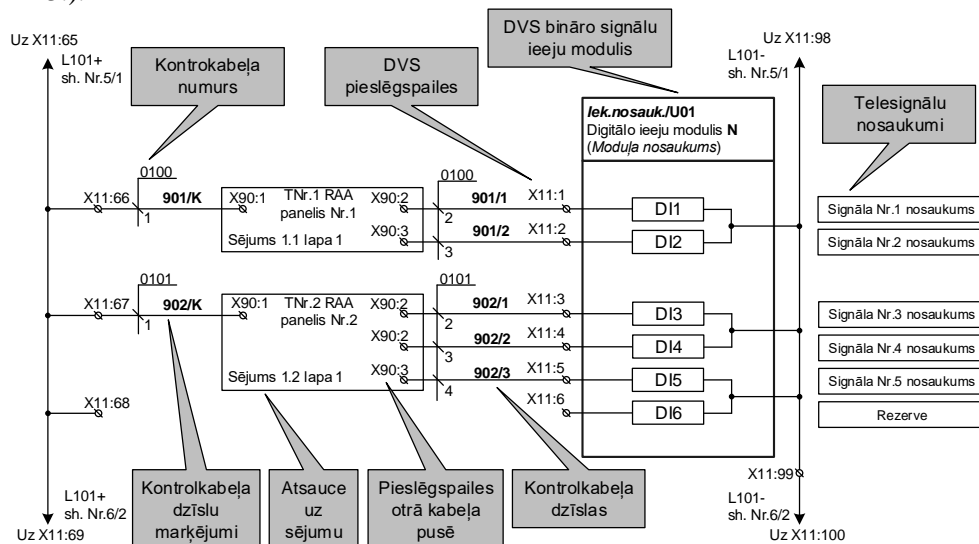 Uz X11:65
L101+
sh. Nr.5/1
Kontrokabeļa
numurs
DVS
pieslēgspailes
DVS bināro signālu
ieeju modulis
Uz X11:98
L101-
sh. Nr.5/1
Telesignālu
nosaukumi
Iek.nosauk./U01
Digitālo ieeju modulis N
(Moduļa nosaukums)
0100
0100
X11:66
1
901/K
X90:1
TNr.1 RAA
panelis Nr.1
X90:2
2
901/1
X11:1
DI1
Signāla Nr.1 nosaukums
Sējums 1.1 lapa 1
X90:3
3
901/2
X11:2
DI2
Signāla Nr.2 nosaukums
0101
0101
X11:67
1
902/K
X90:1
TNr.2 RAA
panelis Nr.2
X90:2
2
902/1
X11:3
DI3
Signāla Nr.3 nosaukums
X90:2
3
902/2
X11:4
DI4
Signāla Nr.4 nosaukums
Sējums 1.2 lapa 1
X90:3
4
902/3
X11:5
DI5
Signāla Nr.5 nosaukums
X11:68
X11:6
DI6
Rezerve
X11:99
L101+
sh. Nr.6/2
Uz X11:69
Kontrolkabeļa
dzīslu
marķējumi
Atsauce
uz
sējumu
Pieslēgspailes
otrā kabeļa
pusē
Kontrolkabeļa
dzīslas
L101-
sh. Nr.6/2
Uz X11:100